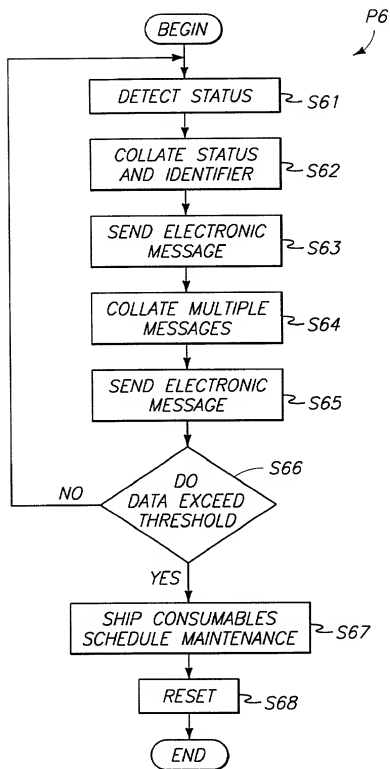 P6
BEGIN
DETECT STATUS
S61
COLLATE STATUS
AND IDENTIFIER
S62
SEND ELECTRONIC
MESSAGE
S63
COLLATE MULTIPLE
MESSAGES
S64
SEND ELECTRONIC
MESSAGE
S65
DO
DATA EXCEED
THRESHOLD
S66
NO
YES
SHIP CONSUMABLES
SCHEDULE MAINTENANCE
S67
RESET
S68
END